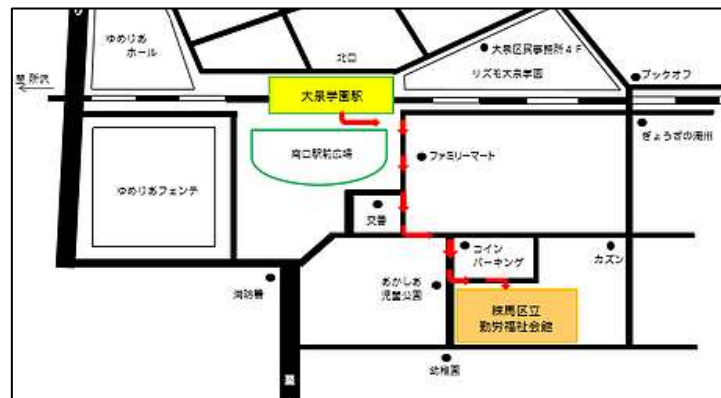 ゆめりあ
ホール
北口
大泉区民事務所4F
リズモ大泉学園
ブックオフ
至 所沢
大泉学園駅
ぎょうざの満州
南口駅前広場
ファミリーマート
ゆめりあフェンテ
交番
コイン
パーキング
カズン
あかしあ
児童公園
消防署
練馬区立
勤労福祉会館
幼稚園